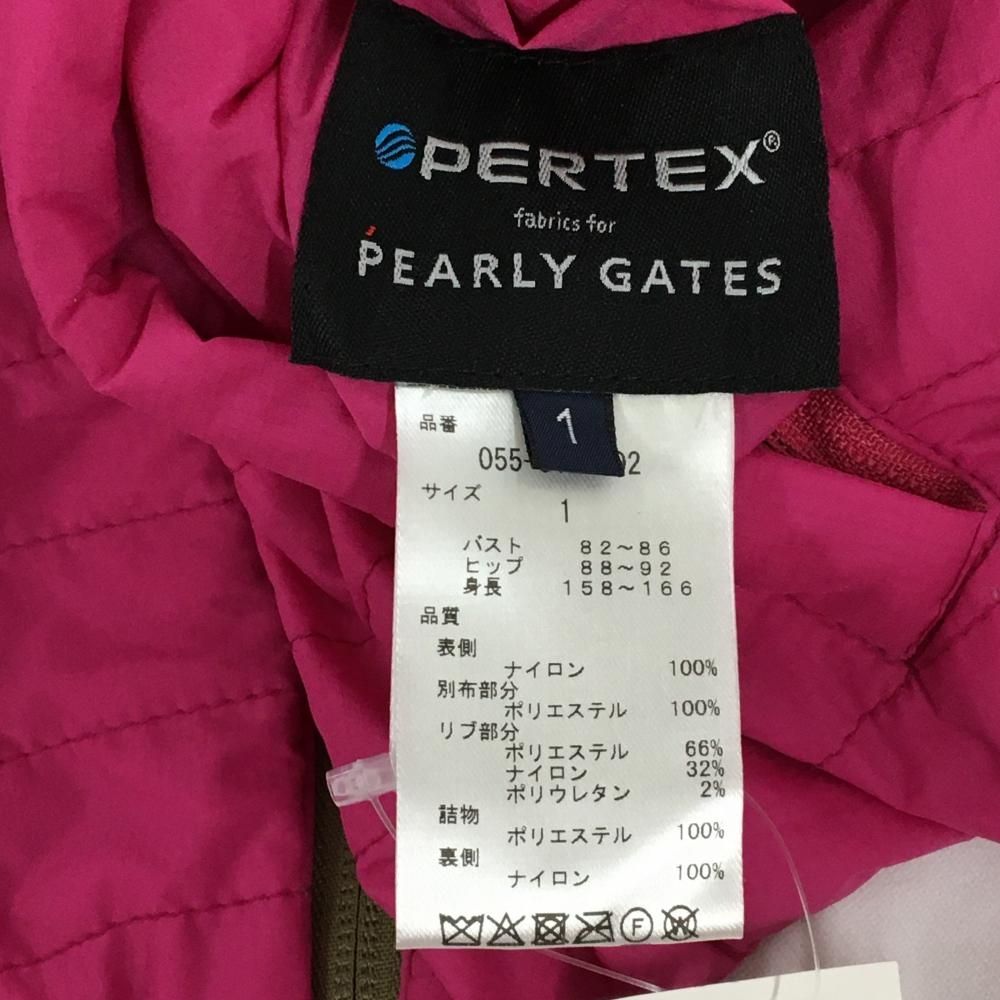 PERTEX®
fabrics for
PEARLY GATES
1
品番
055- 02
サイズ
1
バスト 82～86
ヒップ 88～92
身長 158～166
品質
表側
ナイロン 100%
別布部分
ポリエステル 100%
リブ部分
ポリエステル 66%
ナイロン 32%
ポリウレタン 2%
詰物
ポリエステル 100%
裏側
ナイロン 100%
F W